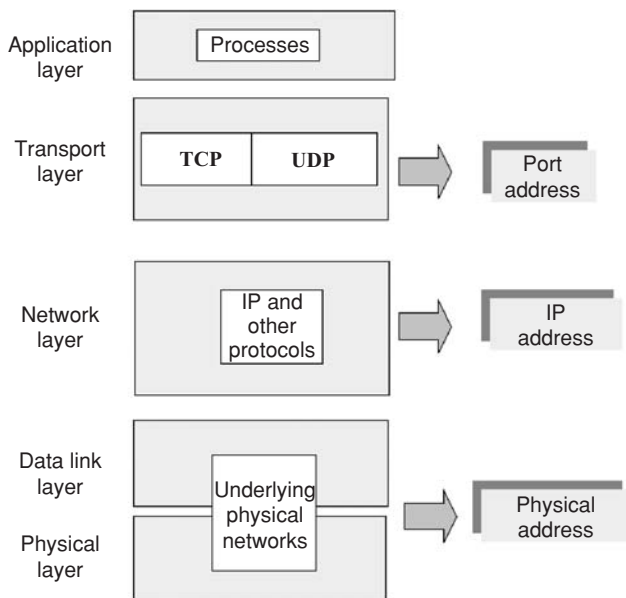 Application
layer
Processes
Transport
layer
TCP
UDP
Port
address
Network
layer
IP and
other
protocols
IP
address
Data link
layer
Underlying
physical
networks
Physical
layer
Physical
address